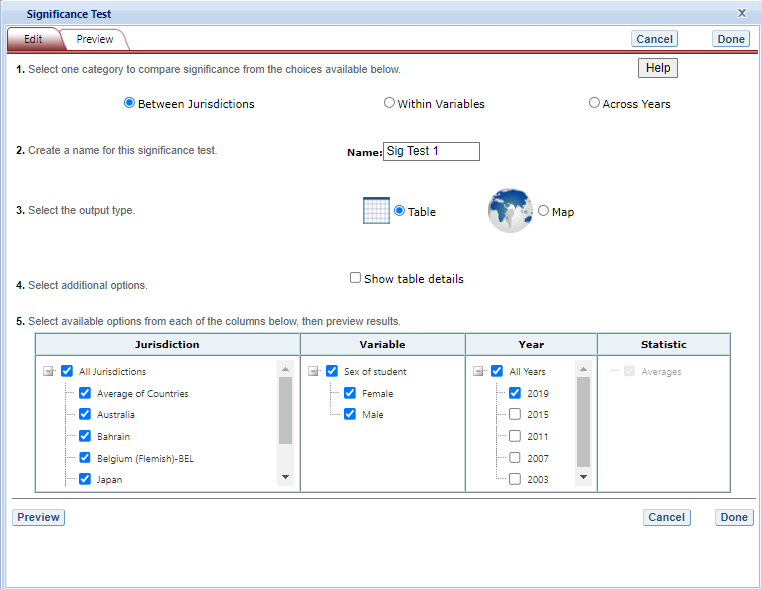 Significance Test X
Edit Preview Cancel Done
1. Select one category to compare significance from the choices available below. Help
Between Jurisdictions Within Variables Across Years
2. Create a name for this significance test. Name: Sig Test 1
3. Select the output type. Table Map
4. Select additional options. Show table details
5. Select available options from each of the columns below, then preview results.
Jurisdiction Variable Year Statistic
All Jurisdictions Sex of student All Years Averages
Average of Countries Female 2019
Australia Male 2015
Bahrain 2011
Belgium (Flemish)-BEL 2007
Japan 2003
Preview Cancel Done